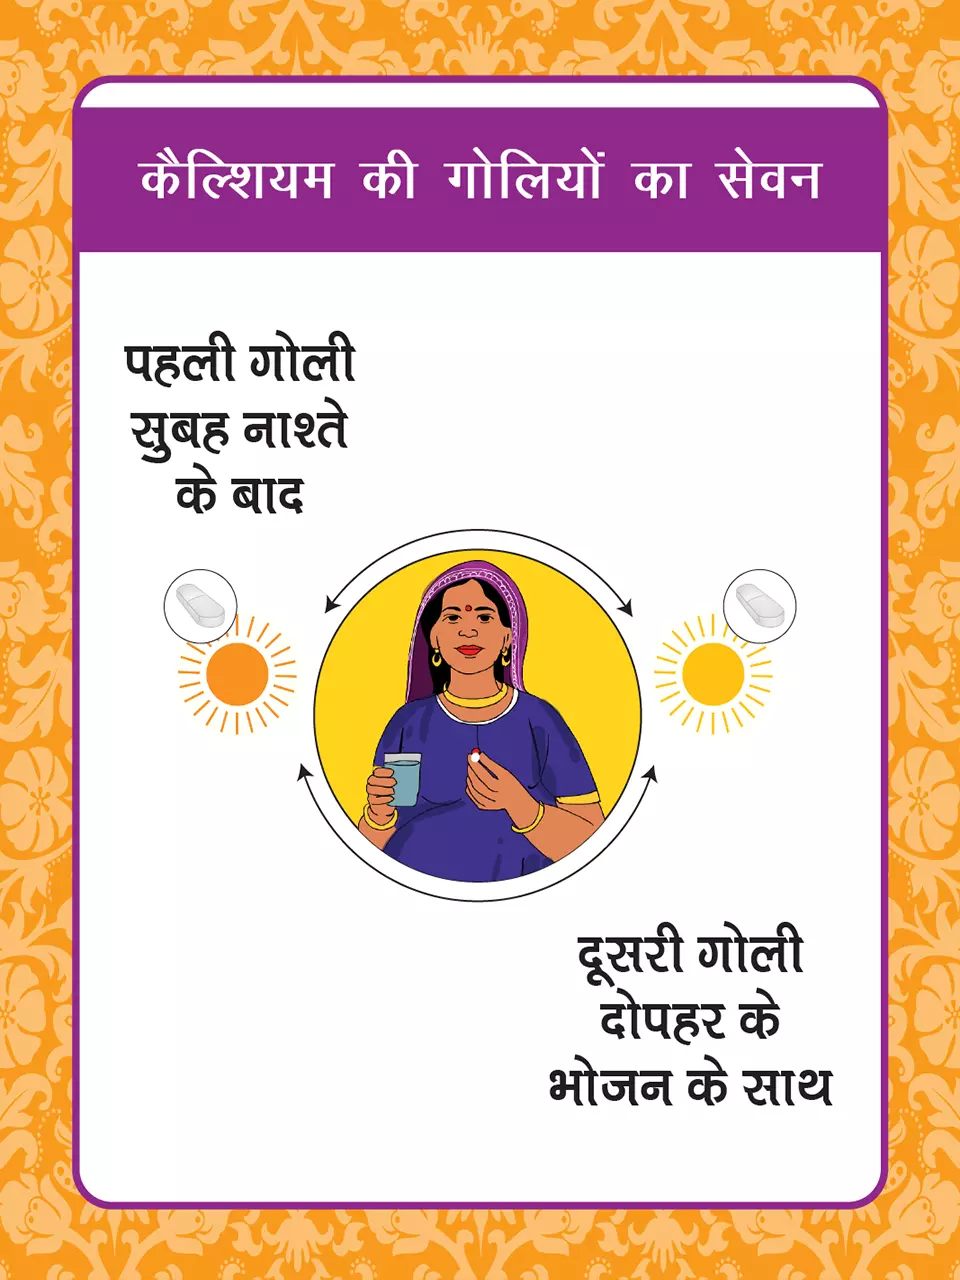 कैल्शियम की गोलियों का सेवन
पहली गोली
सुबह नाश्ते
के बाद
दूसरी गोली
दोपहर के
भोजन के साथ